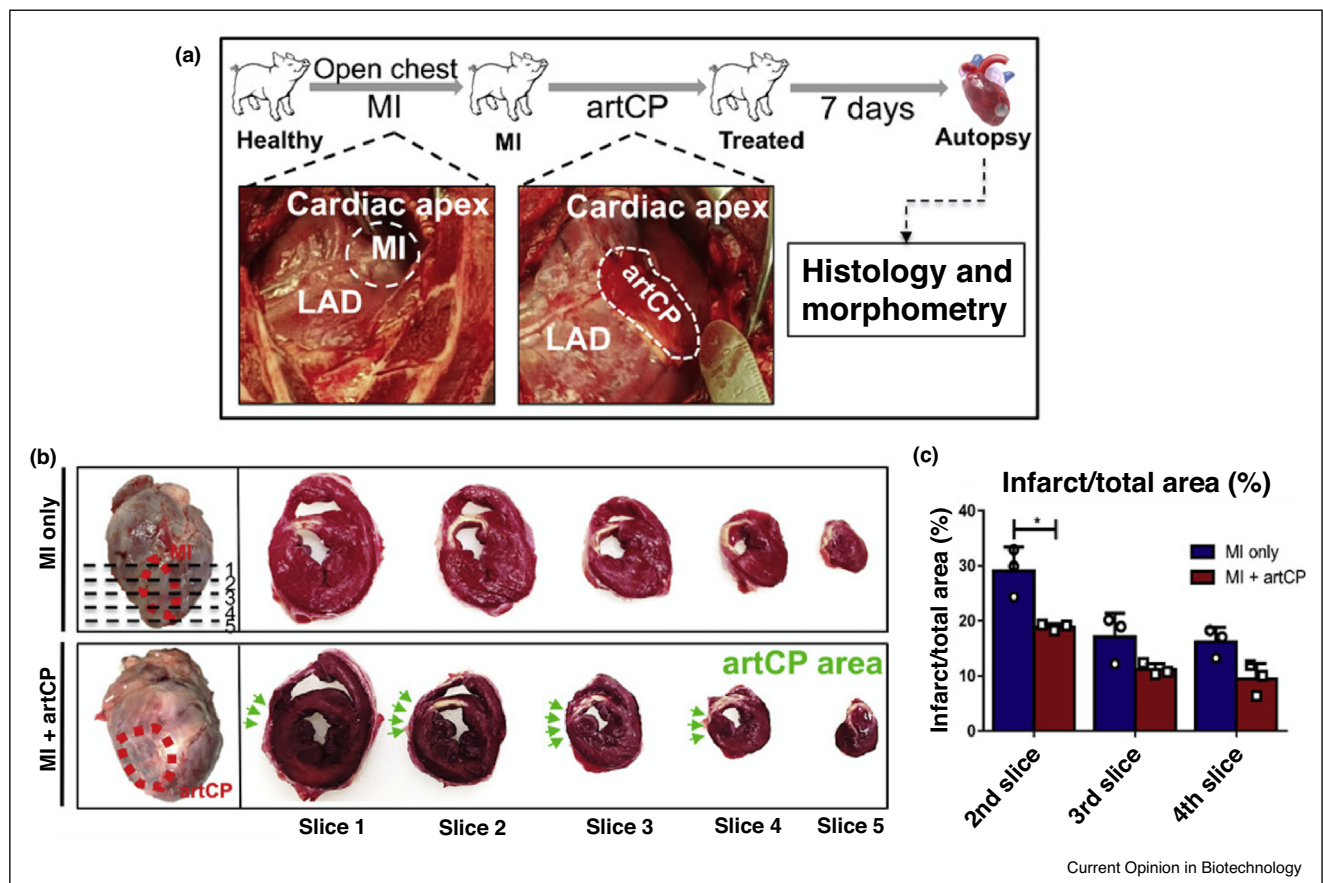 (a)
Open chest
MI
artCP
7 days
Healthy
MI
Treated
Autopsy
Cardiac apex
MI
LAD
Cardiac apex
artCP
LAD
Histology and
morphometry
(b)
MI only
MI
1
2
3
4
5
MI + artCP
artCP
artCP area
Slice 1
Slice 2
Slice 3
Slice 4
Slice 5
(c)
Infarct/total area (%)
Infarct/total area (%)
40
30
20
10
0
*
MI only
MI + artCP
2nd slice
3rd slice
4th slice
Current Opinion in Biotechnology